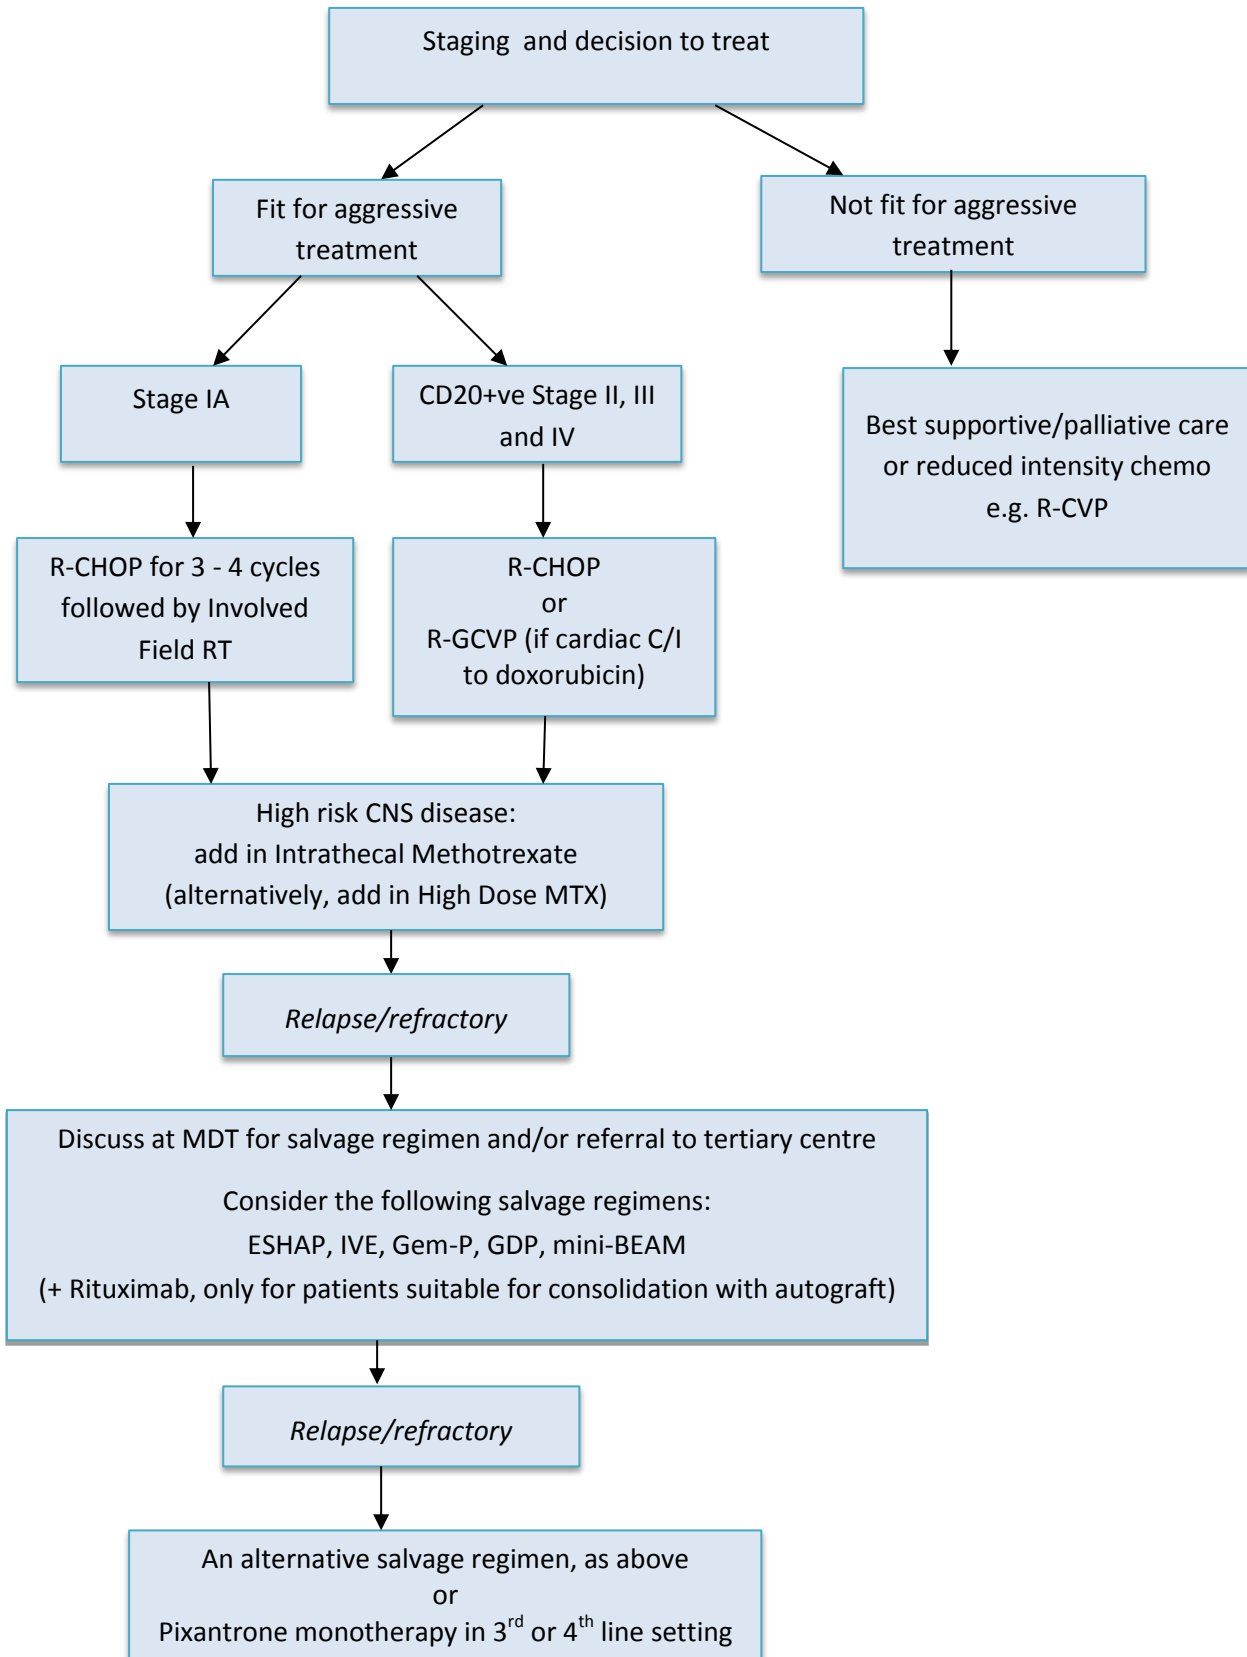 Staging and decision to treat
Fit for aggressive
treatment
Not fit for aggressive
treatment
Stage IA
CD20+ve Stage II, III
and IV
Best supportive/palliative care
or reduced intensity chemo
e.g. R-CVP
R-CHOP for 3 - 4 cycles
followed by Involved
Field RT
R-CHOP
or
R-GCVP (if cardiac C/I
to doxorubicin)
High risk CNS disease:
add in Intrathecal Methotrexate
(alternatively, add in High Dose MTX)
Relapse/refractory
Discuss at MDT for salvage regimen and/or referral to tertiary centre
Consider the following salvage regimens:
ESHAP, IVE, Gem-P, GDP, mini-BEAM
(+ Rituximab, only for patients suitable for consolidation with autograft)
Relapse/refractory
An alternative salvage regimen, as above
or
Pixantrone monotherapy in 3rd or 4th line setting